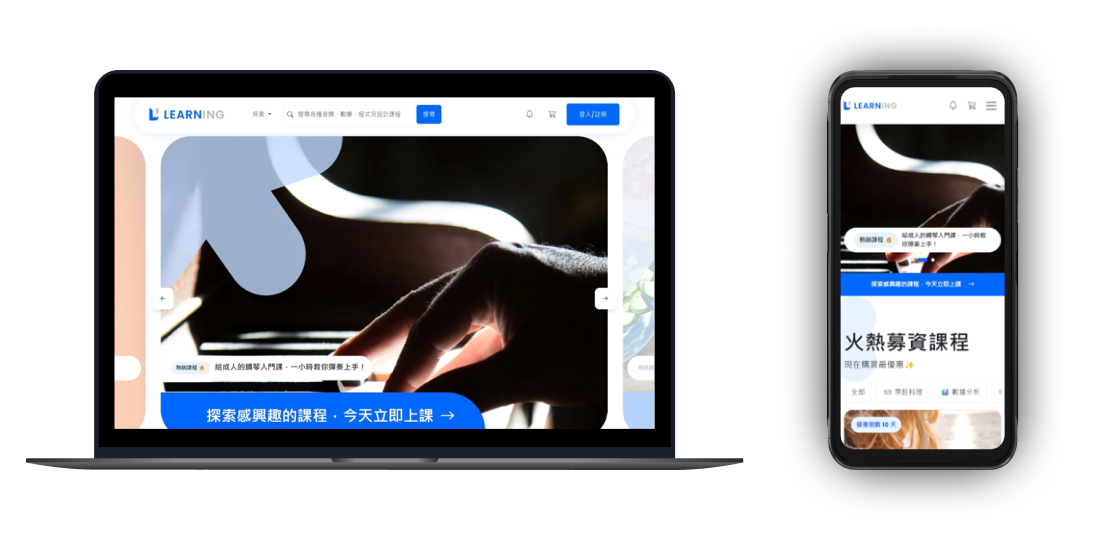 LEARNING
探索
搜尋各種音樂、數學、程式及設計課程
搜尋
登入/註冊
熱銷課程🔥
給成人的鋼琴入門課，一小時教你彈奏上手！
探索感興趣的課程，今天立即上課 →
LEARNING
熱銷課程🔥
給成人的鋼琴入門課，一小時教
你彈奏上手！
探索感興趣的課程，今天立即上課 →
火熱募資課程
現在購買最優惠✨
全部
烹飪料理
數據分析
優惠倒數 10 天